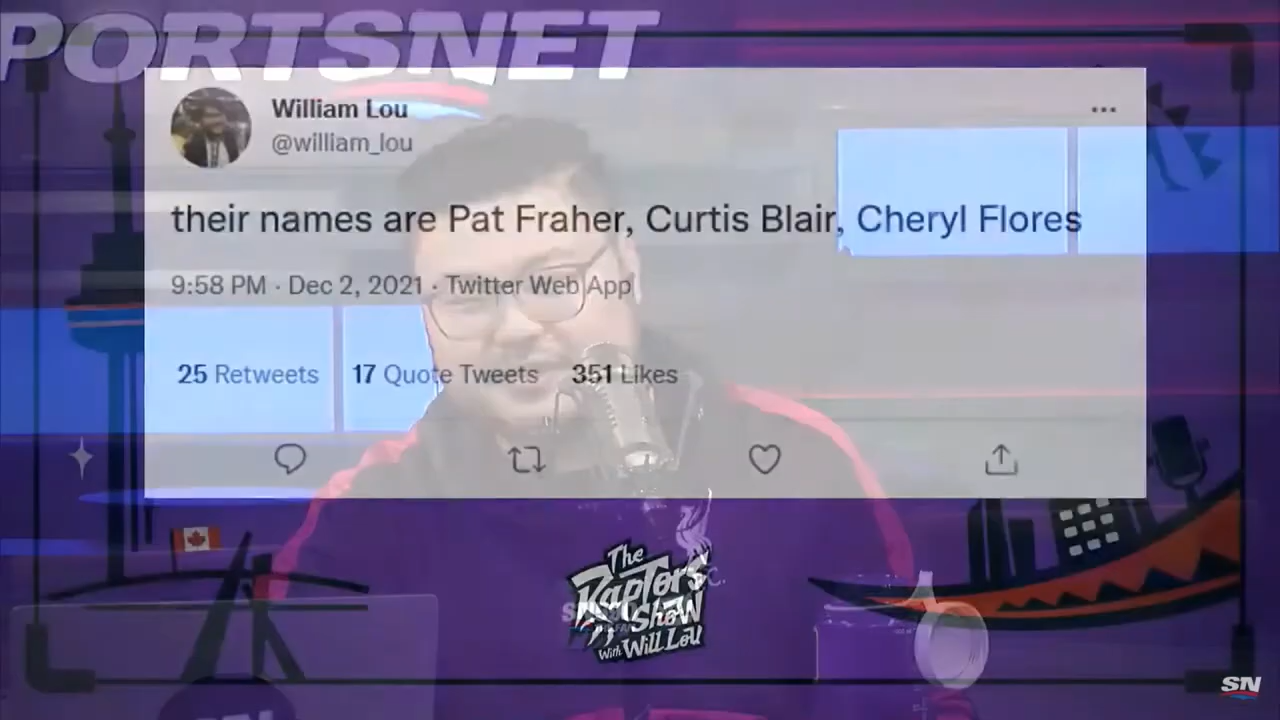 PORTSNET
William Lou
@william_lou
their names are Pat Fraher, Curtis Blair, Cheryl Flores
9:58 PM · Dec 2, 2021 · Twitter Web App
25 Retweets 17 Quote Tweets 351 Likes
The
Raptors
Show
With Will Lou
SN